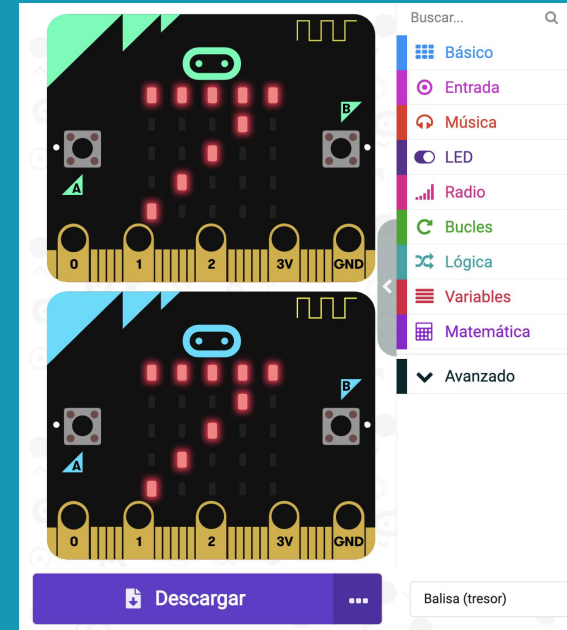 B
A
0 1 2 3V GND
B
A
0 1 2 3V GND
Descargar
Buscar...
Básico
Entrada
Música
LED
Radio
Bucles
Lógica
Variables
Matemática
Avanzado
Balisa (tresor)